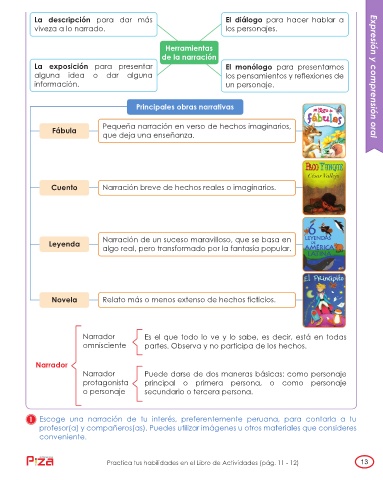 La descripción para dar más
viveza a lo narrado.
El diálogo para hacer hablar a
los personajes.
Herramientas
de la narración
La exposición para presentar
alguna idea o dar alguna
información.
El monólogo para presentarnos
los pensamientos y reflexiones de
un personaje.
Expresión y comprensión oral
Principales obras narrativas
Fábula
Pequeña narración en verso de hechos imaginarios,
que deja una enseñanza.
fábulas
Cuento
Narración breve de hechos reales o imaginarios.
PACO YUNQUE
César Vallejo
Leyenda
Narración de un suceso maravilloso, que se basa en
algo real, pero transformado por la fantasía popular.
6
LEYENDAS
DE
AMÉRICA
LATINA
Novela
Relato más o menos extenso de hechos ficticios.
El Principito
Narrador
Narrador
omnisciente
Es el que todo lo ve y lo sabe, es decir, está en todas
partes. Observa y no participa de los hechos.
Narrador
protagonista
o personaje
Puede darse de dos maneras básicas: como personaje
principal o primera persona, o como personaje
secundario o tercera persona.
1 Escoge una narración de tu interés, preferentemente peruana, para contarla a tu
profesor(a) y compañeros(as). Puedes utilizar imágenes u otros materiales que consideres
conveniente.
Practica tus habilidades en el Libro de Actividades (pág. 11 - 12)
13